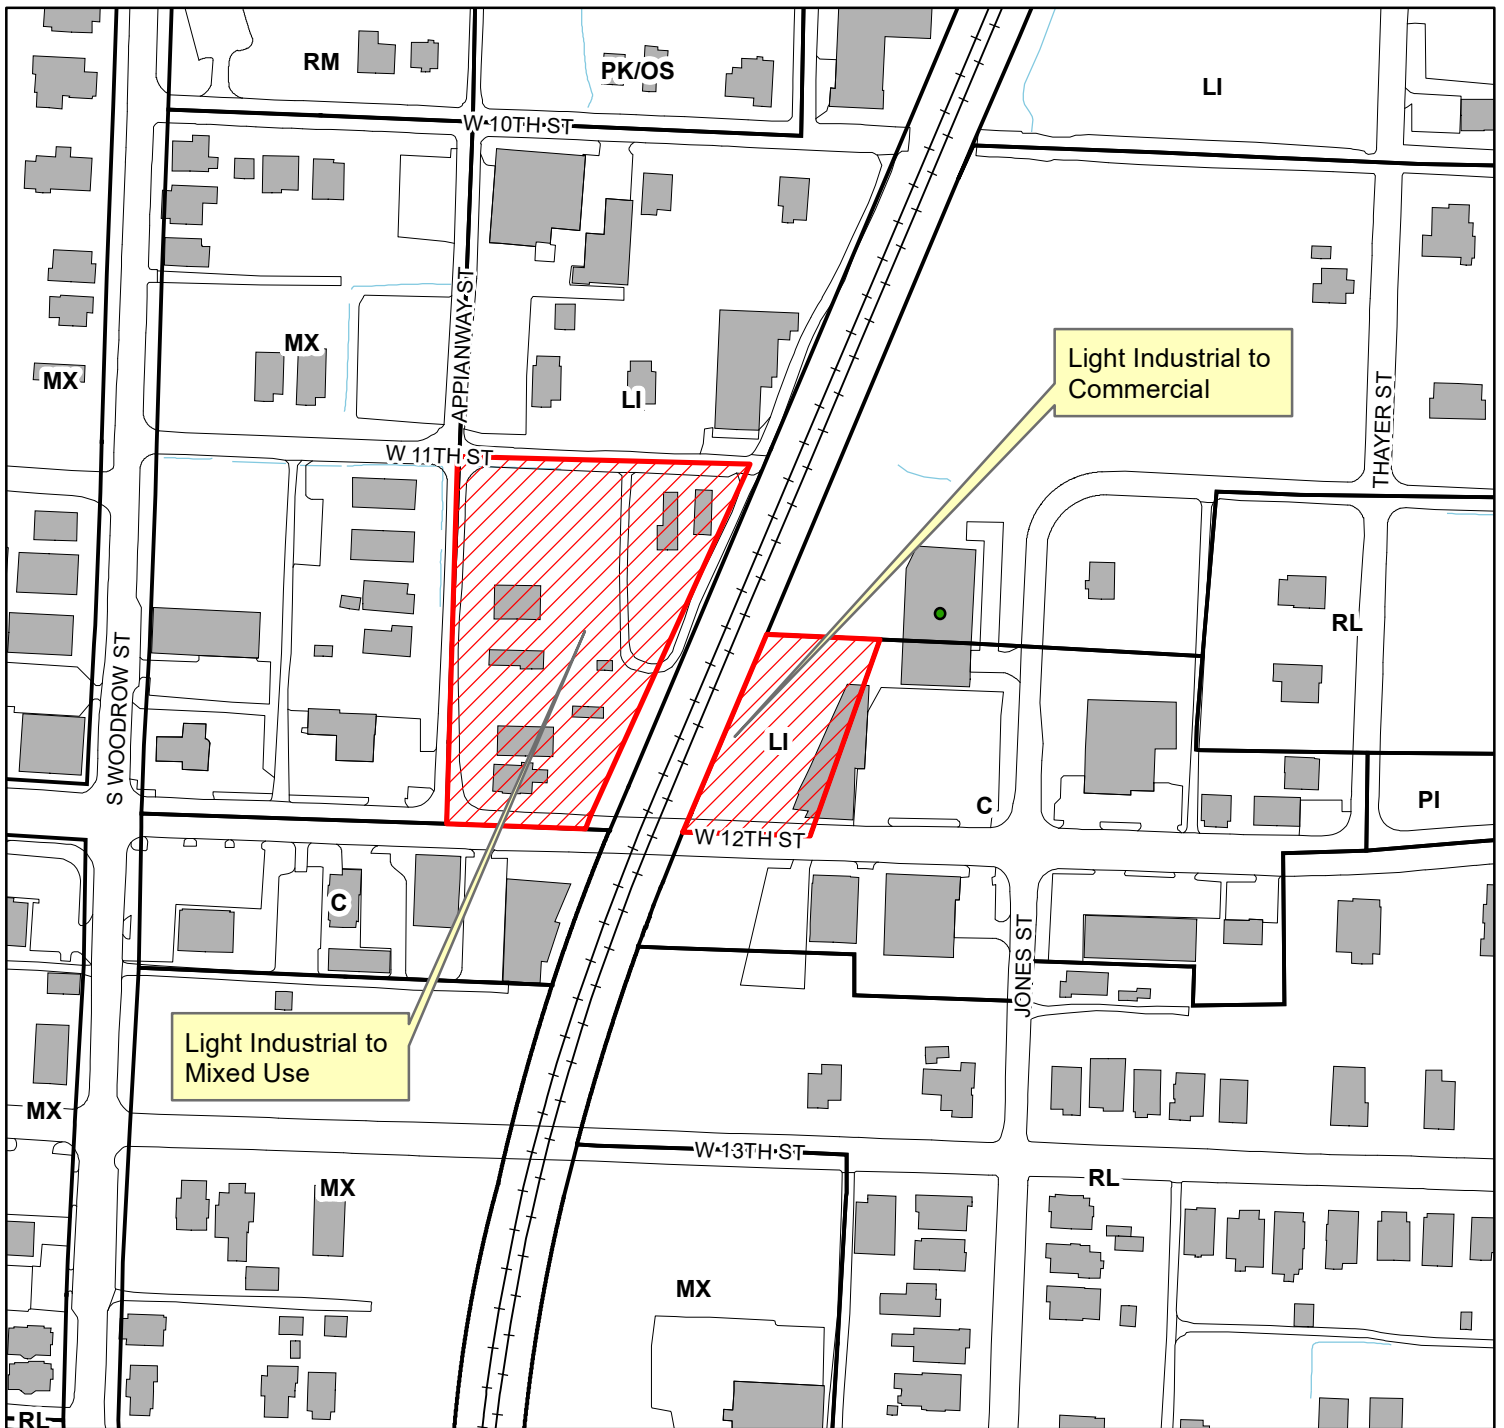 RM
PK/OS
LI
W 10TH ST
APPIANWAY ST
MX
MX
LI
Light Industrial to
Commercial
THAYER ST
W 11TH ST
S WOODROW ST
RL
LI
C
PI
W 12TH ST
C
JONES ST
Light Industrial to
Mixed Use
MX
W 13TH ST
MX
RL
MX
RL